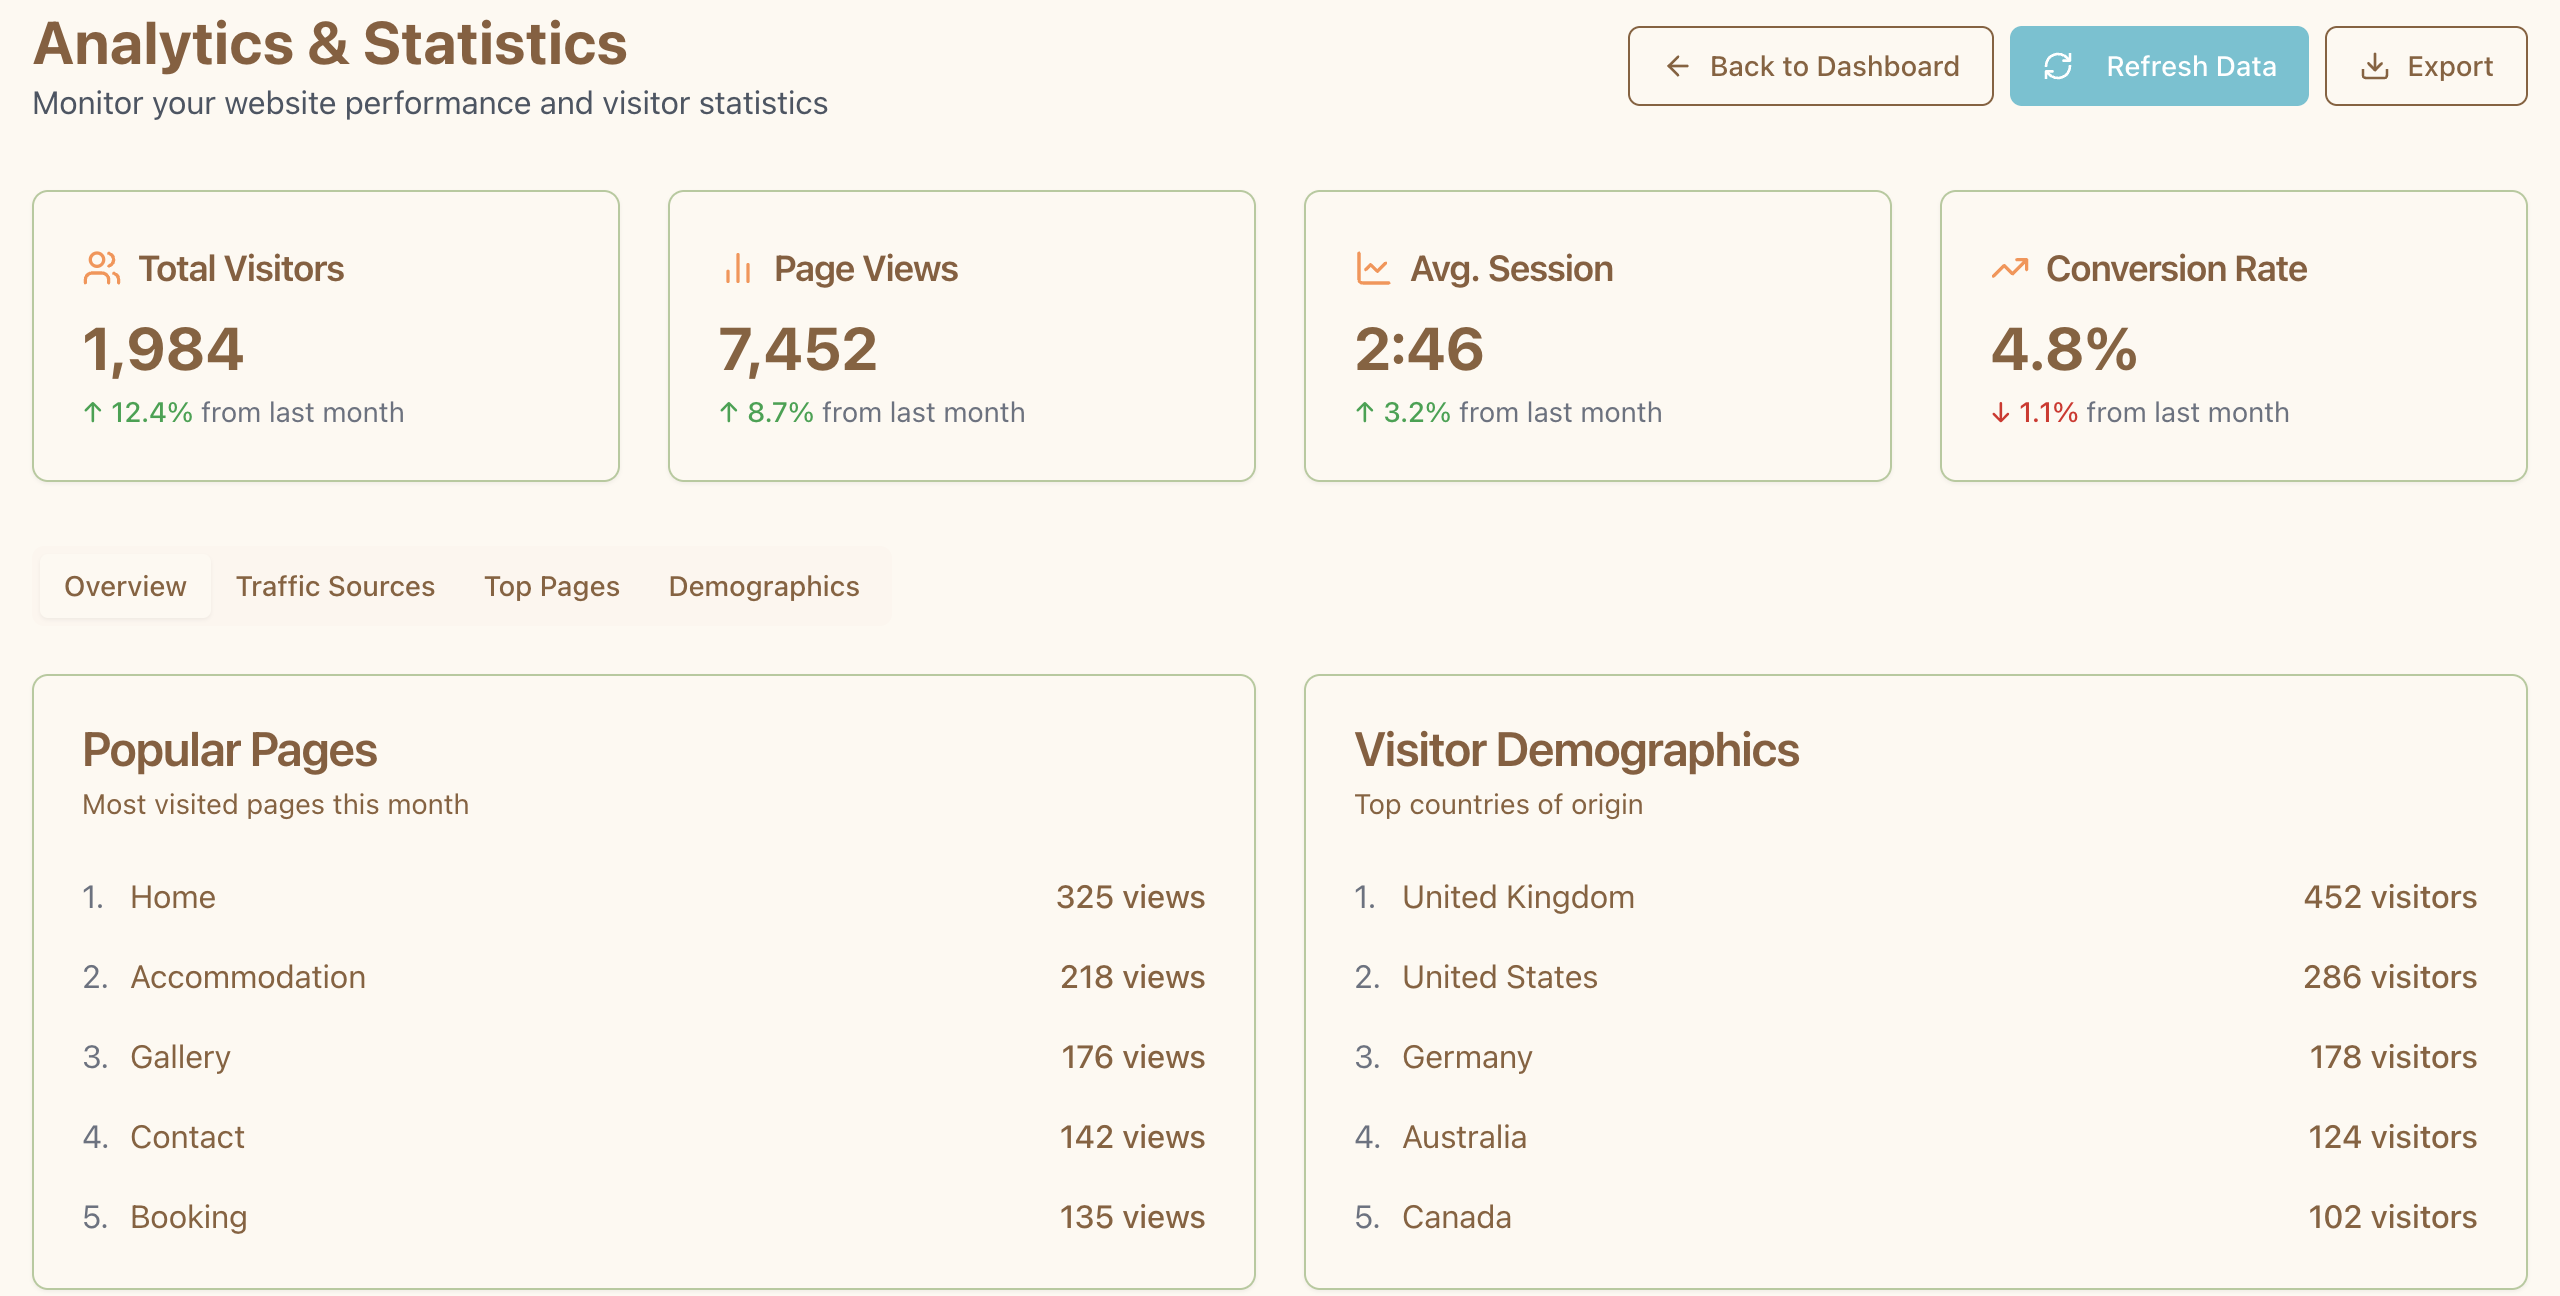 Analytics & Statistics
Monitor your website performance and visitor statistics
Back to Dashboard
Refresh Data
Export
Total Visitors
1,984
↑ 12.4% from last month
Page Views
7,452
↑ 8.7% from last month
Avg. Session
2:46
↑ 3.2% from last month
Conversion Rate
4.8%
↓ 1.1% from last month
Overview
Traffic Sources
Top Pages
Demographics
Popular Pages
Most visited pages this month
1. Home 325 views
2. Accommodation 218 views
3. Gallery 176 views
4. Contact 142 views
5. Booking 135 views
Visitor Demographics
Top countries of origin
1. United Kingdom 452 visitors
2. United States 286 visitors
3. Germany 178 visitors
4. Australia 124 visitors
5. Canada 102 visitors